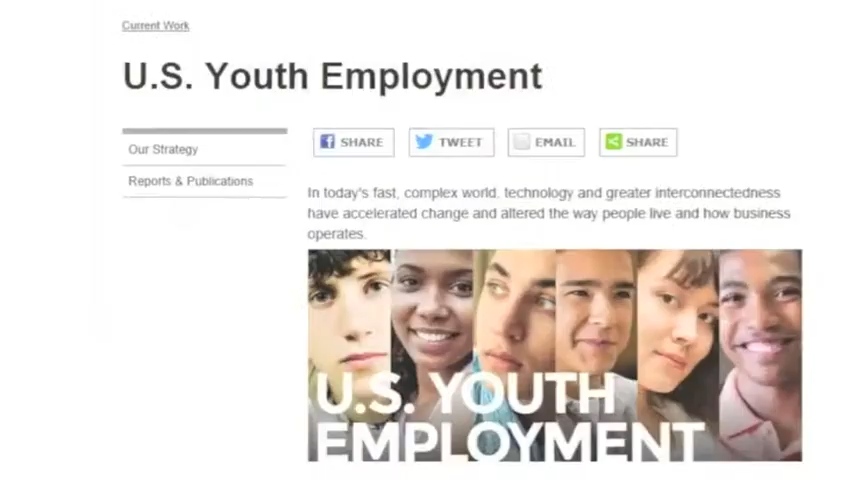 Current Work
U.S. Youth Employment
Our Strategy
Reports & Publications
SHARE
TWEET
EMAIL
SHARE
In today's fast, complex world. technology and greater interconnectedness
have accelerated change and altered the way people live and how business
operates.
U.S. YOUTH
EMPLOYMENT